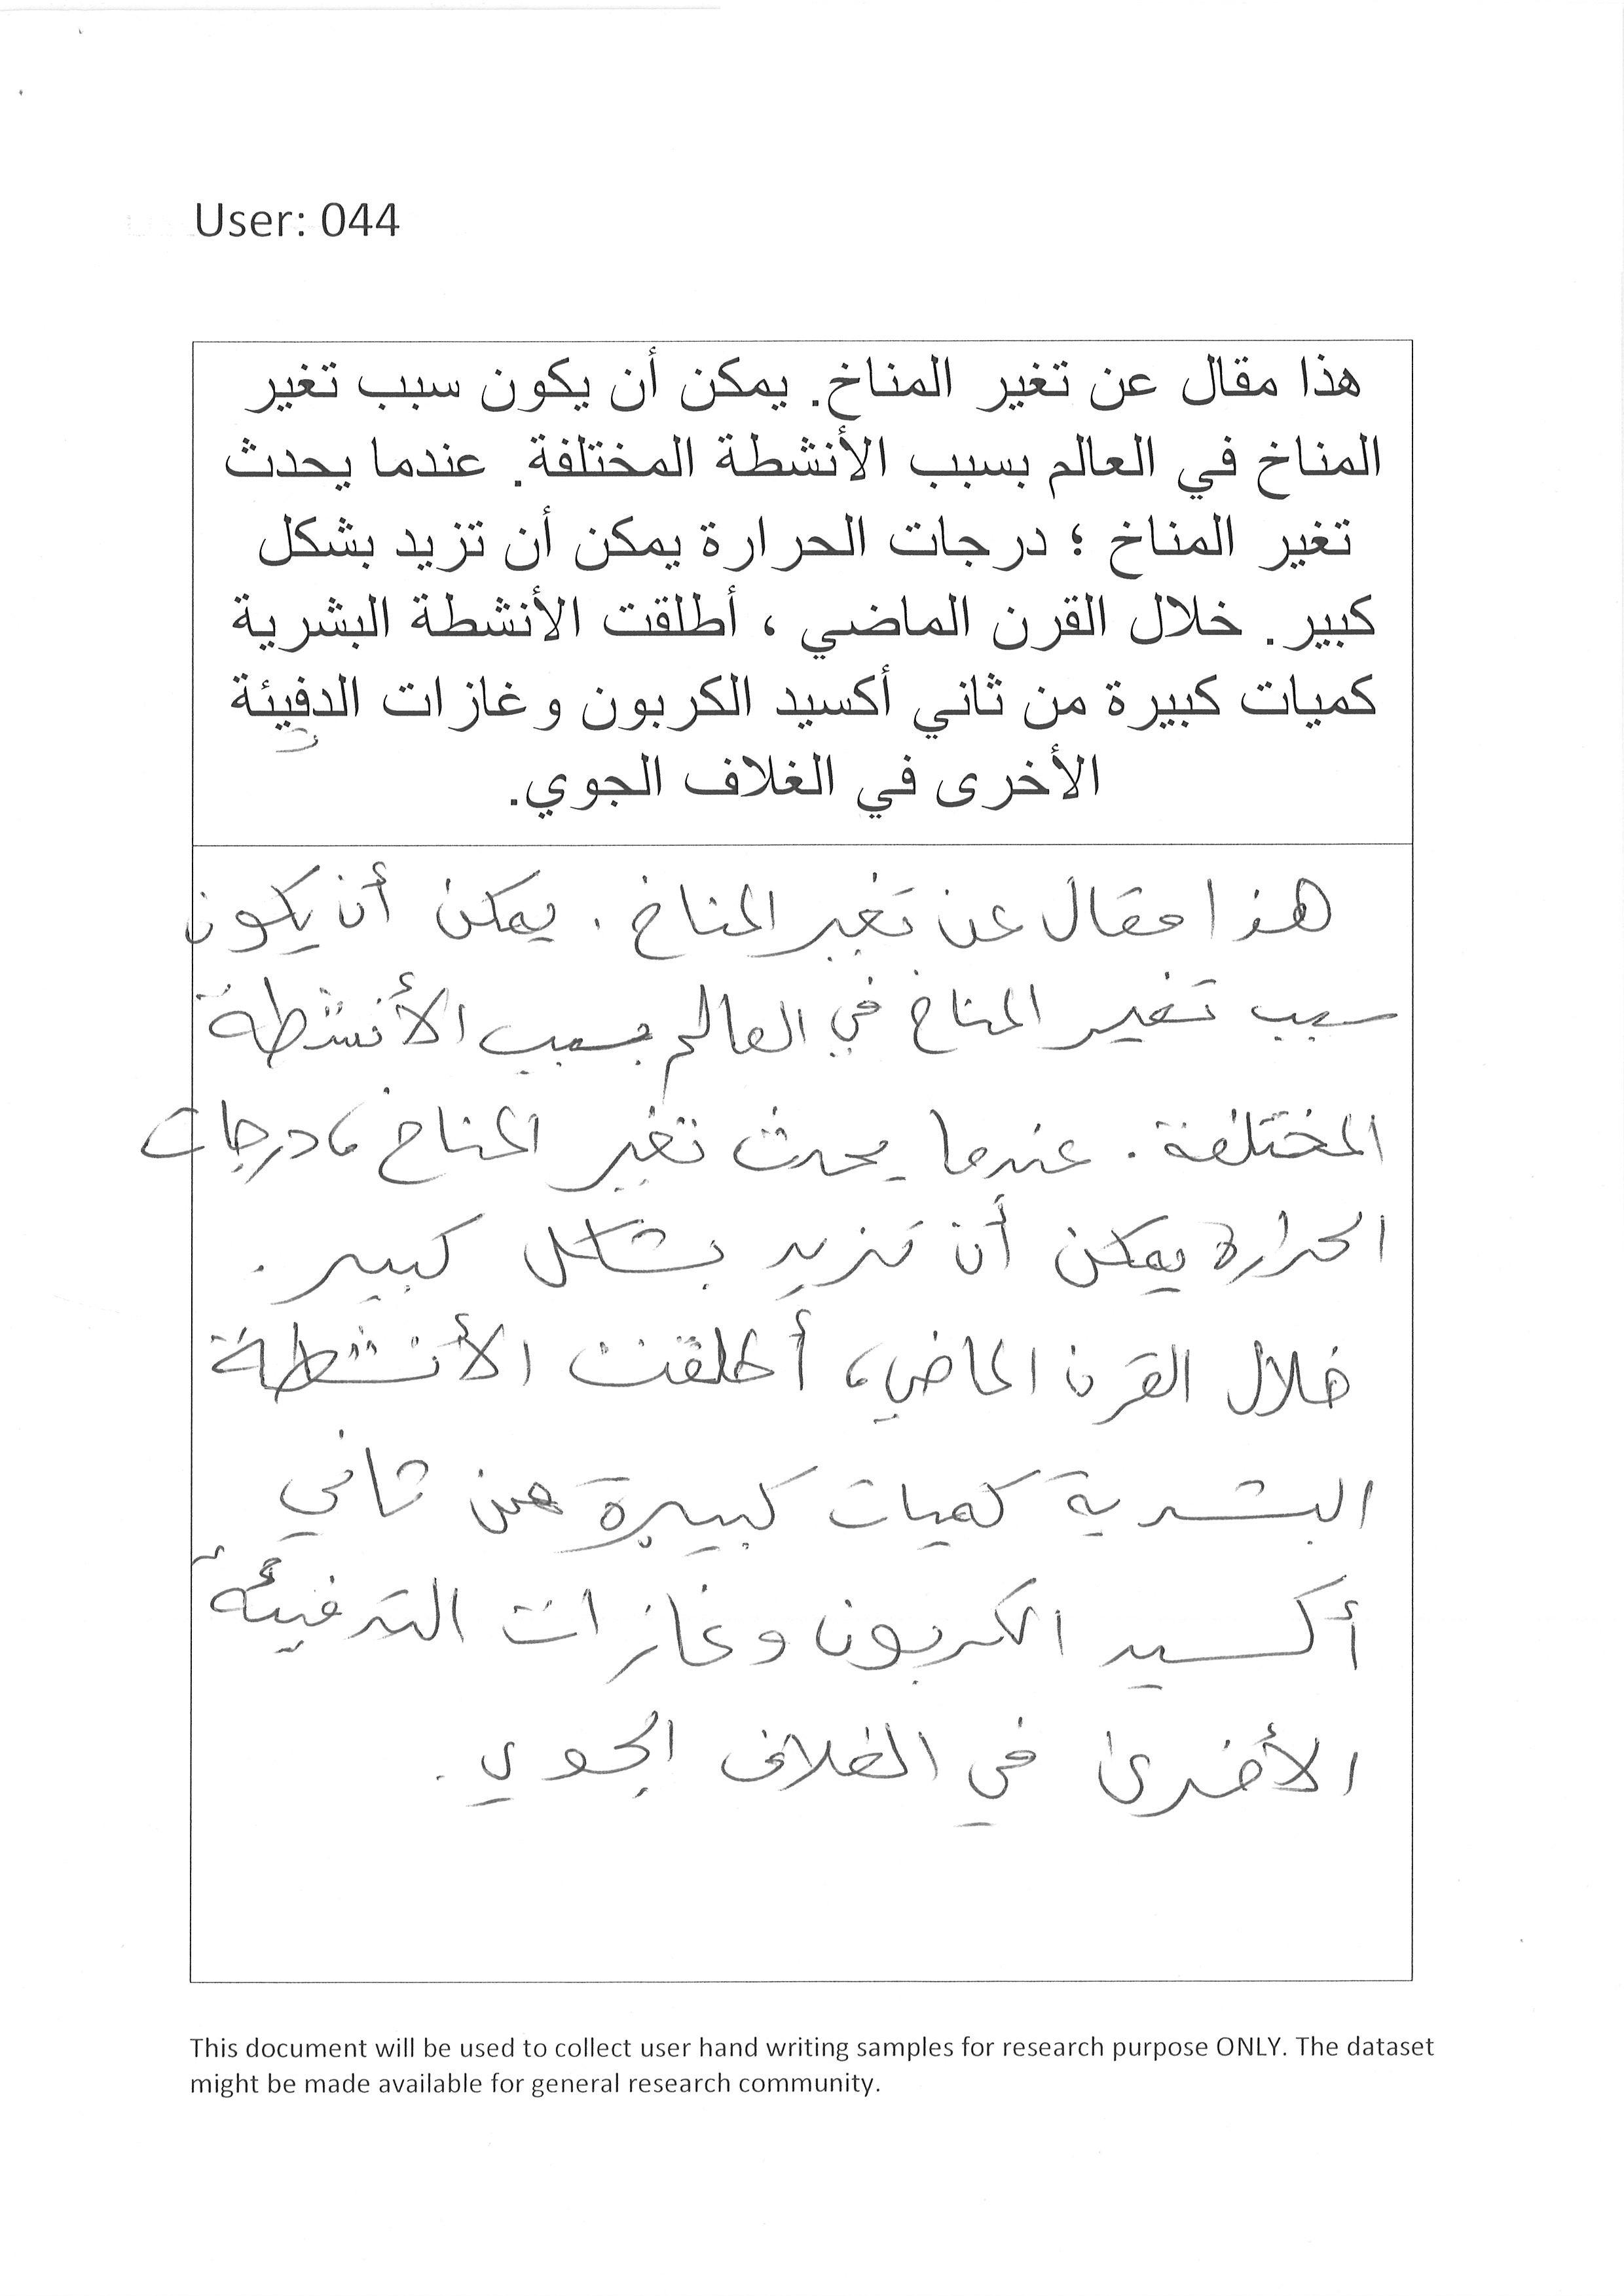 User: 044
هذا مقال عن تغير المناخ. يمكن أن يكون سبب تغير
المناخ في العالم بسبب الأنشطة المختلفة. عندما يحدث
تغير المناخ ؛ درجات الحرارة يمكن أن تزيد بشكل
كبير. خلال القرن الماضي ، أطلقت الأنشطة البشرية
كميات كبيرة من ثاني أكسيد الكربون وغازات الدفيئة
الأخرى في الغلاف الجوي.
هذا مقال عن تغير المناخ. يمكن أن يكون
سبب تغير المناخ في العالم بسبب الأنشطة
المختلفة. عندما يحدث تغير المناخ، درجات
الحرارة يمكن أن تزيد بشكل كبير.
خلال القرن الماضي، أطلقت الأنشطة
البشرية كميات كبيرة من ثاني
أكسيد الكربون وغازات التدفيئة
الأخرى في الغلاف الجوي.
This document will be used to collect user hand writing samples for research purpose ONLY. The dataset
might be made available for general research community.